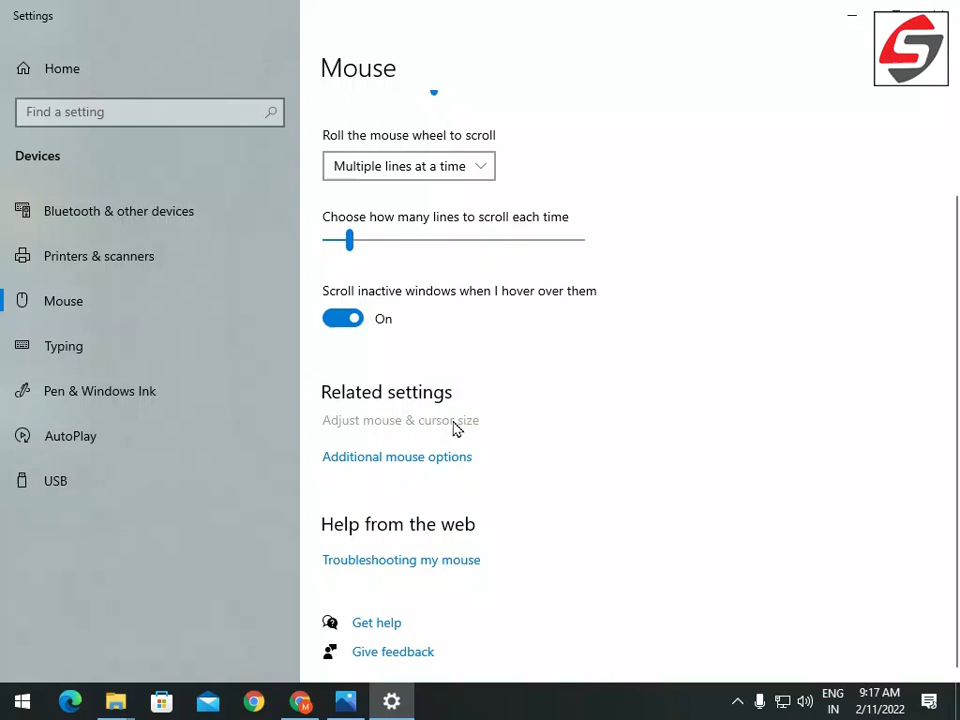 Settings
Home
Find a setting
Devices
Bluetooth & other devices
Printers & scanners
Mouse
Typing
Pen & Windows Ink
AutoPlay
USB
Mouse
Roll the mouse wheel to scroll
Multiple lines at a time
Choose how many lines to scroll each time
Scroll inactive windows when I hover over them
On
Related settings
Adjust mouse & cursor size
Additional mouse options
Help from the web
Troubleshooting my mouse
Get help
Give feedback
ENG
IN
9:17 AM
2/11/2022